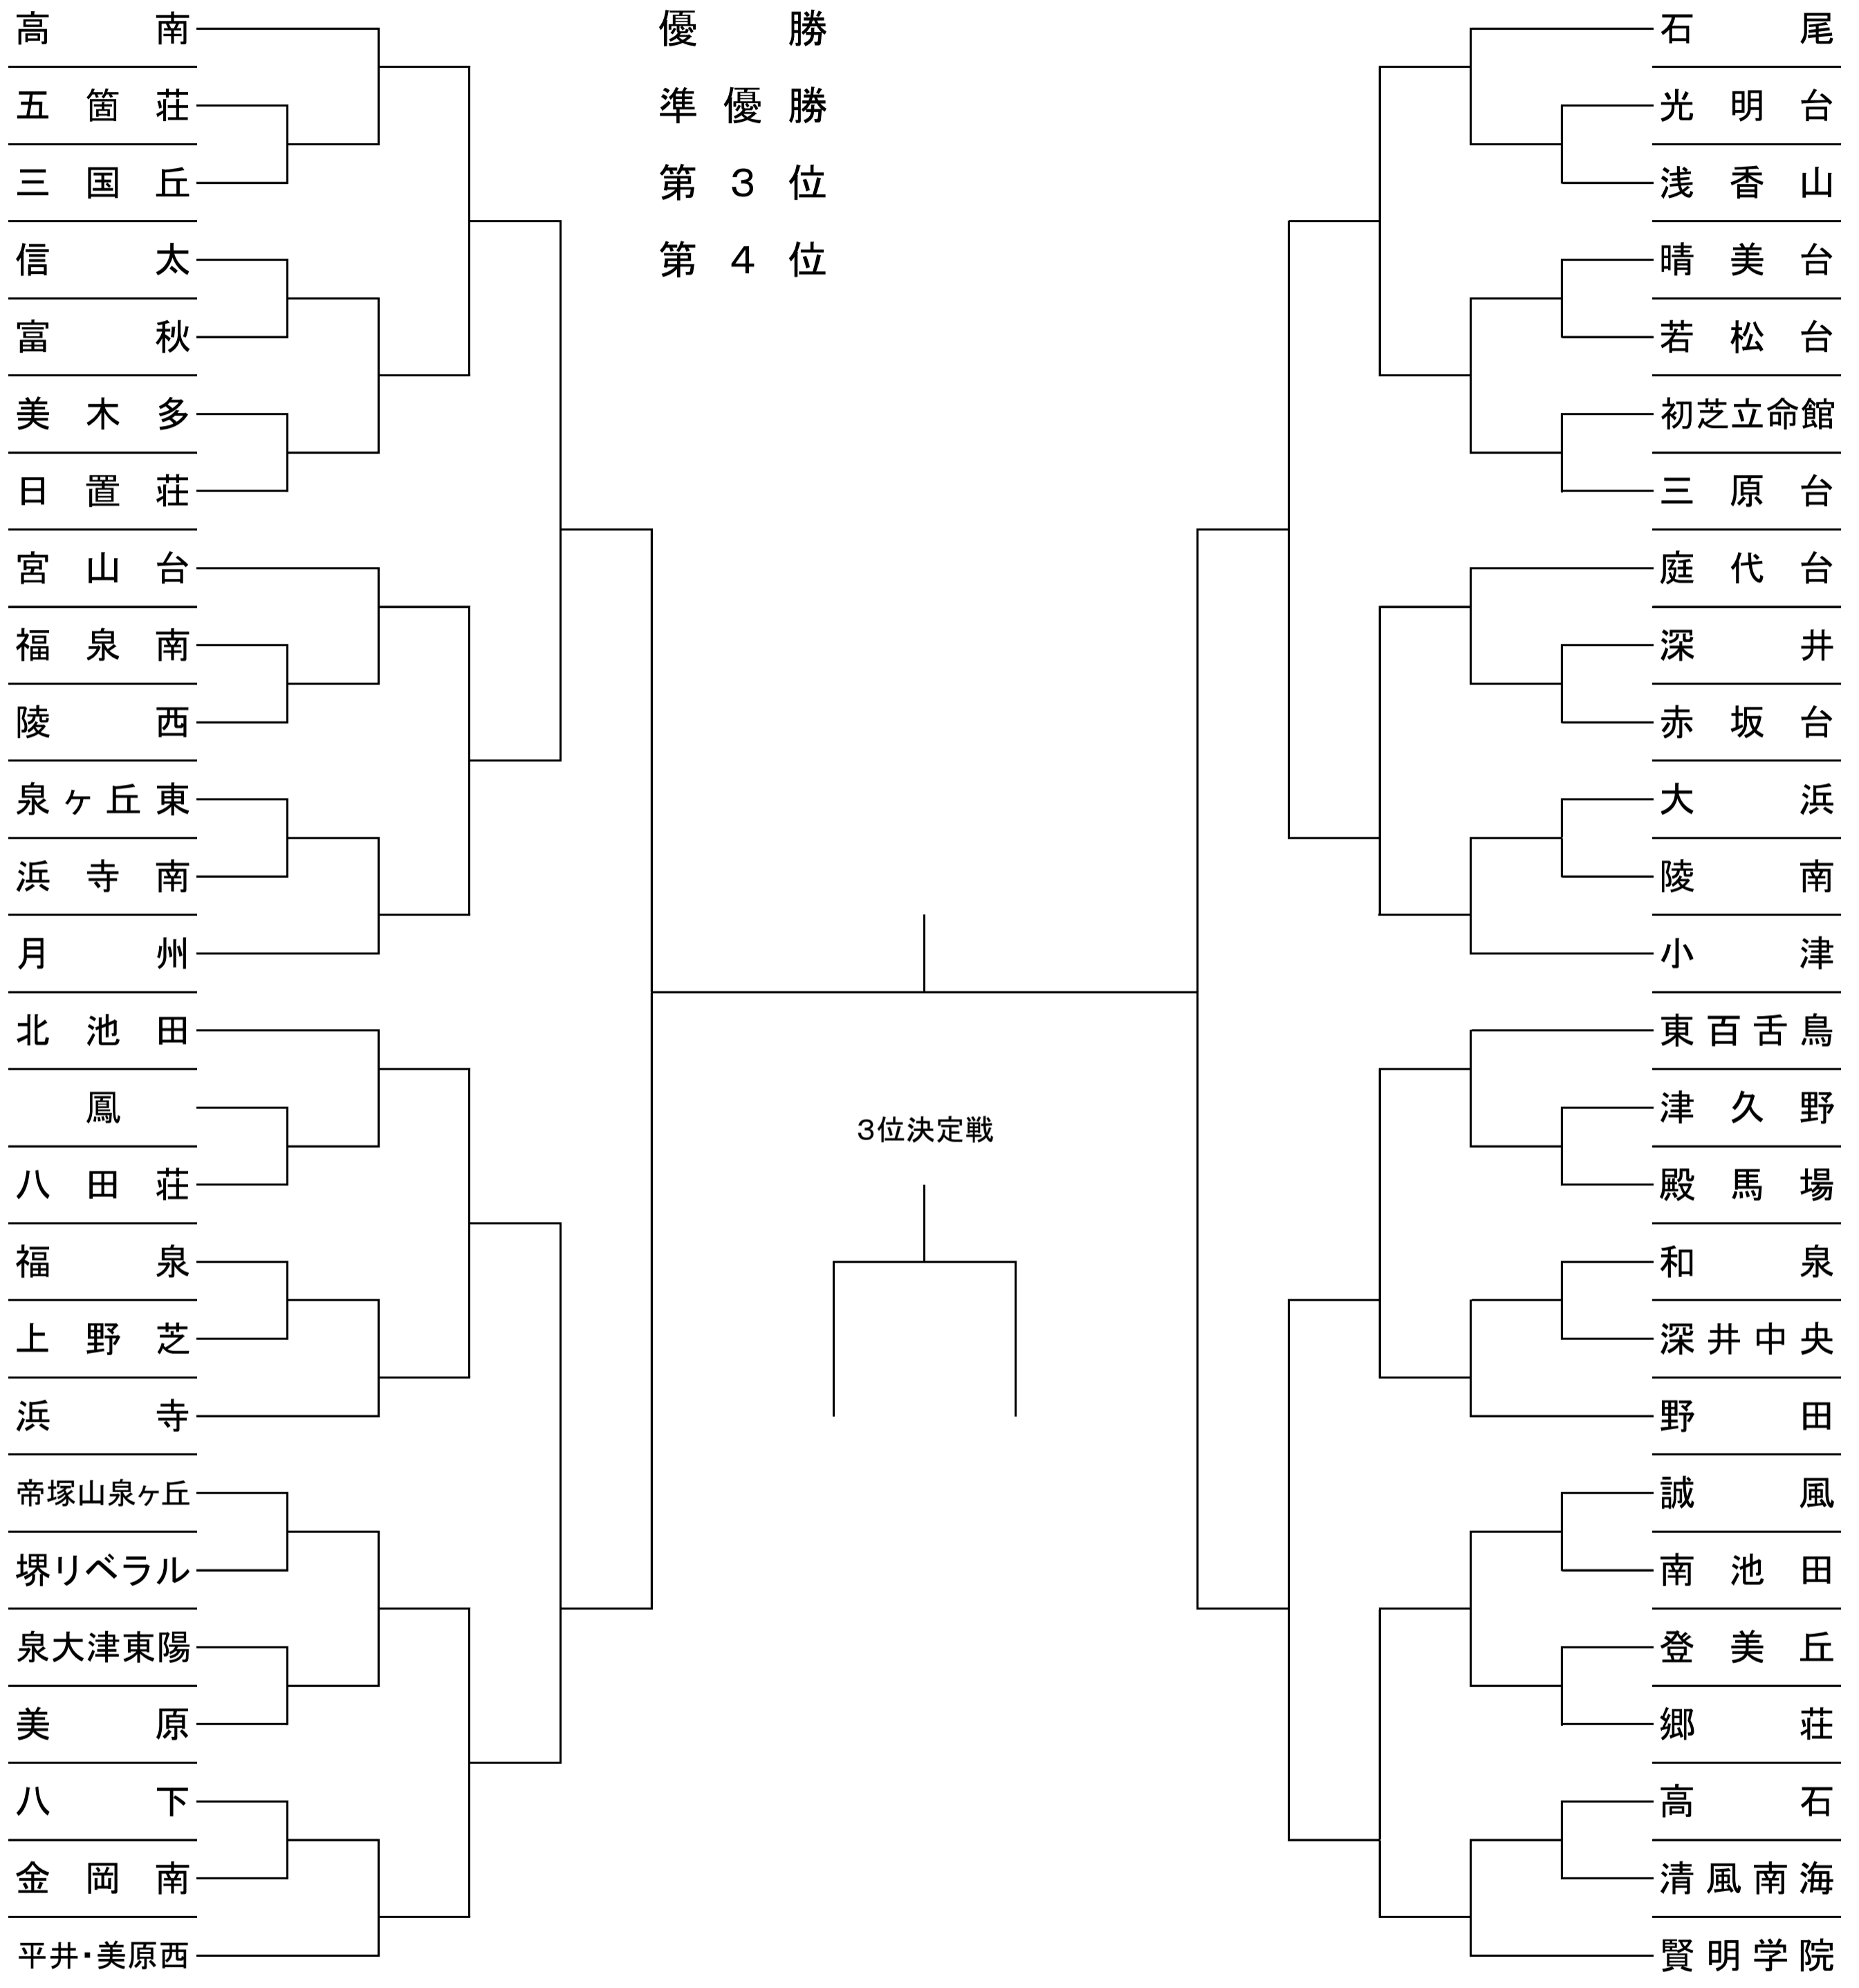 高南
五箇荘
三国丘
信太
富秋
美木多
日置荘
宮山台
福泉南
陵西
泉ヶ丘東
浜寺南
月州
北池田
鳳
八田荘
福泉
上野芝
浜寺
帝塚山泉ヶ丘
堺リベラル
泉大津東陽
美原
八下
金岡南
平井・美原西
優勝
準優勝
第3位
第4位
3位決定戦
石尾
光明台
浅香山
晴美台
若松台
初芝立命館
三原台
庭代台
深井
赤坂台
大浜
陵南
小津
東百舌鳥
津久野
殿馬場
和泉
深井中央
野田
誠風
南池田
登美丘
郷荘
高石
清風南海
賢明学院